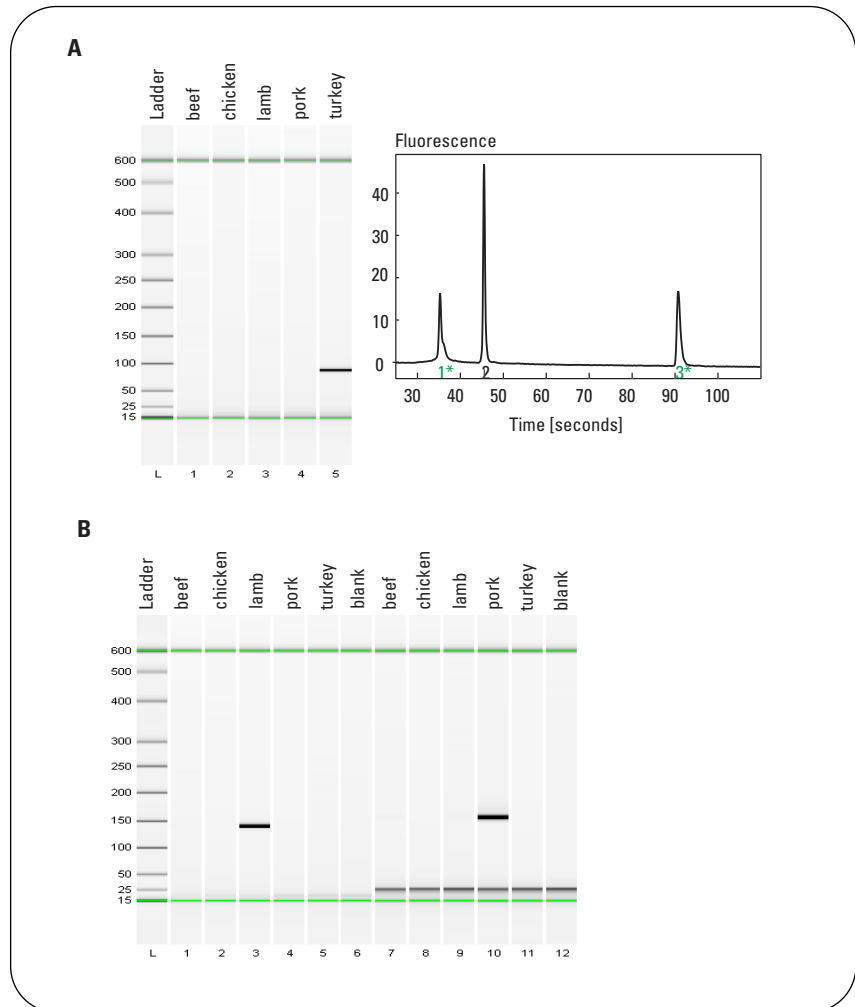 A
Ladder
beef
chicken
lamb
pork
turkey
600
500
400
300
250
200
150
100
50
25
15
L 1 2 3 4 5
Fluorescence
40
30
20
10
0
1* 2 3*
30 40 50 60 70 80 90 100
Time [seconds]
B
Ladder
beef
chicken
lamb
pork
turkey
blank
beef
chicken
lamb
pork
turkey
blank
600
500
400
300
250
200
150
100
50
25
15
L 1 2 3 4 5 6 7 8 9 10 11 12